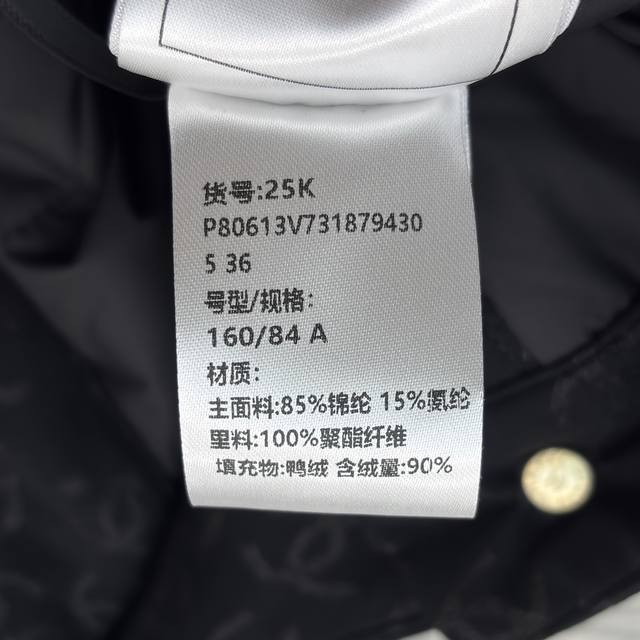 货号:25K
P80613V731879430
5 36
号型/规格:
160/84 A
材质:
主面料:85%锦纶 15%氨纶
里料:100%聚酯纤维
填充物:鸭绒 含绒量:90%